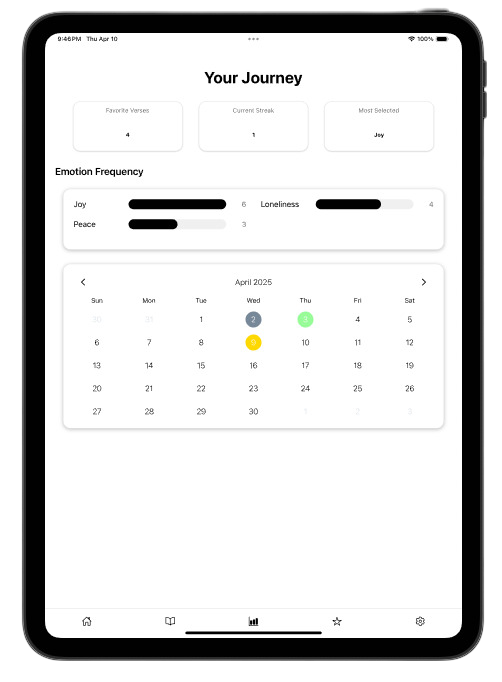 9:46 PM Thu Apr 10 100%
Your Journey
Favorite Verses Current Streak Most Selected
4 1 Joy
Emotion Frequency
Joy 6 Loneliness 4
Peace 3
April 2025
Sun Mon Tue Wed Thu Fri Sat
30 31 1 2 3 4 5
6 7 8 9 10 11 12
13 14 15 16 17 18 19
20 21 22 23 24 25 26
27 28 29 30 1 2 3